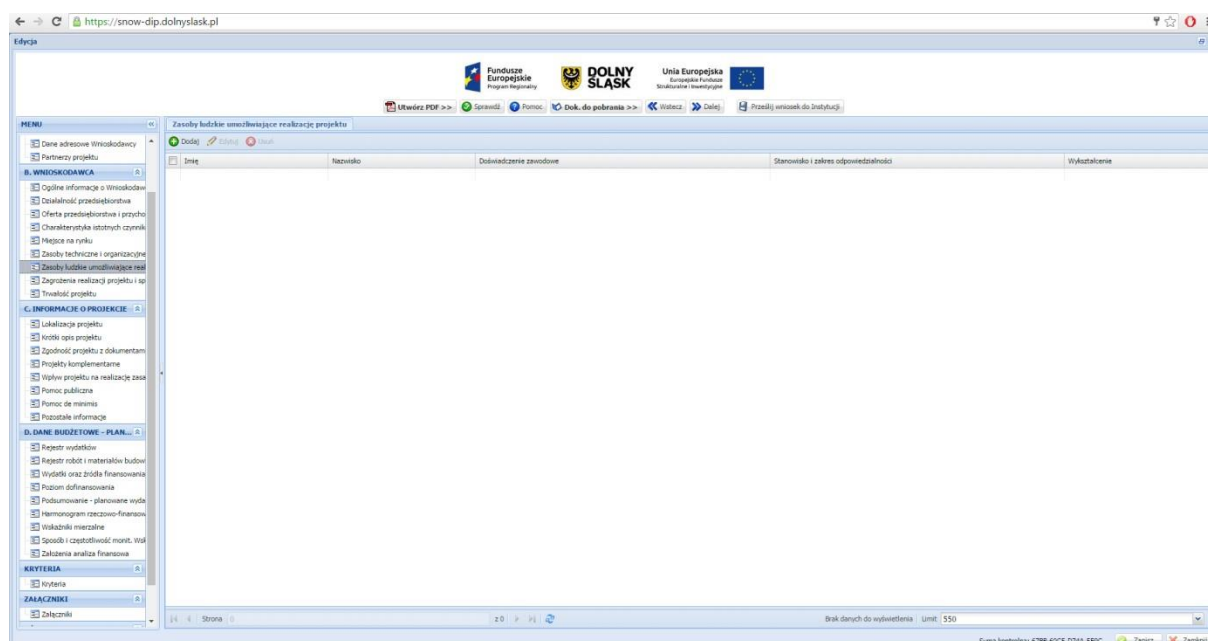 https://snow-dip.dolnyslask.pl
Edycja
Fundusze
Europejskie
Program Regionalny
DOLNY
ŚLĄSK
Unia Europejska
Europejskie Fundusze
Strukturalne i Inwestycyjne
Utwórz PDF >> Sprawdź Pomoc Dok. do pobrania >> Wstecz Dalej Prześlij wniosek do Instytucji
MENU
Zasoby ludzkie umożliwiające realizację projektu
Dodaj Edytuj Usuń
Imię Nazwisko Doświadczenie zawodowe Stanowisko i zakres odpowiedzialności Wykształcenie
Dane adresowe Wnioskodawcy
Partnerzy projektu
B. WNIOSKODAWCA
Ogólne informacje o Wnioskodaw
Działalność przedsiębiorstwa
Oferta przedsiębiorstwa i przycho
Charakterystyka istotnych czynnik
Miejsce na rynku
Zasoby techniczne i organizacyjne
Zasoby ludzkie umożliwiające real
Zagrożenia realizacji projektu i sp
Trwałość projektu
C. INFORMACJE O PROJEKCIE
Lokalizacja projektu
Krótki opis projektu
Zgodność projektu z dokumentam
Projekty komplementarne
Wpływ projektu na realizację zasa
Pomoc publiczna
Pomoc de minimis
Pozostałe informacje
D. DANE BUDŻETOWE - PLAN...
Rejestr wydatków
Rejestr robót i materiałów budow
Wydatki oraz źródła finansowania
Poziom dofinansowania
Podsumowanie - planowane wyda
Harmonogram rzeczowo-finansow
Wskaźniki mierzalne
Sposób i częstotliwość monit. Wsk
Założenia analiza finansowa
KRYTERIA
Kryteria
ZAŁĄCZNIKI
Załączniki
Strona 0 z 0 Brak danych do wyświetlenia Limit: 550
Suma kontrolna: Zapisz Zamknij